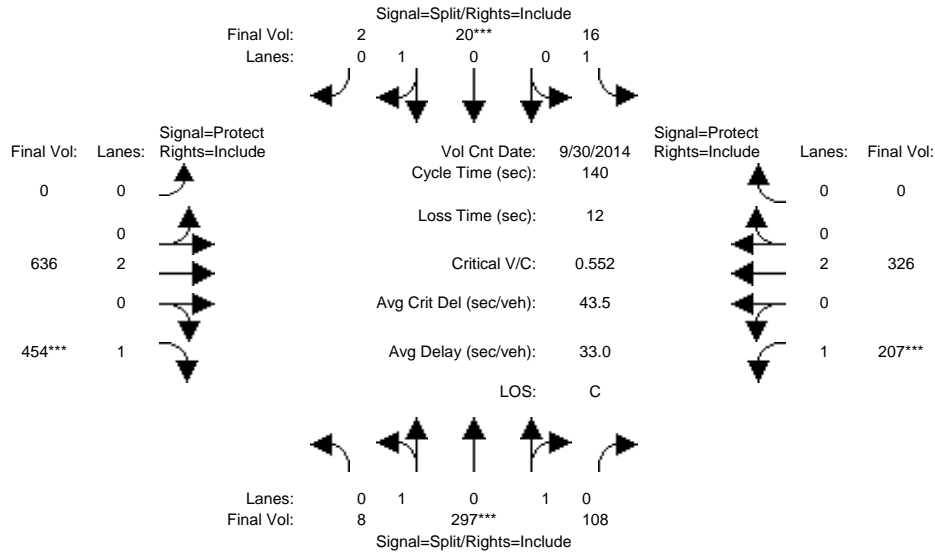 Signal=Split/Rights=Include
Final Vol: 2 20*** 16
Lanes: 0 1 0 0 1
Signal=Protect Signal=Protect
Final Vol: Lanes: Rights=Include Vol Cnt Date: 9/30/2014 Rights=Include Lanes: Final Vol:
Cycle Time (sec): 140
0 0 0 0
Loss Time (sec): 12
0 0
636 2 Critical V/C: 0.552 2 326
0 Avg Crit Del (sec/veh): 43.5 0
454*** 1 Avg Delay (sec/veh): 33.0 1 207***
LOS: C
Lanes: 0 1 0 1 0
Final Vol: 8 297*** 108
Signal=Split/Rights=Include